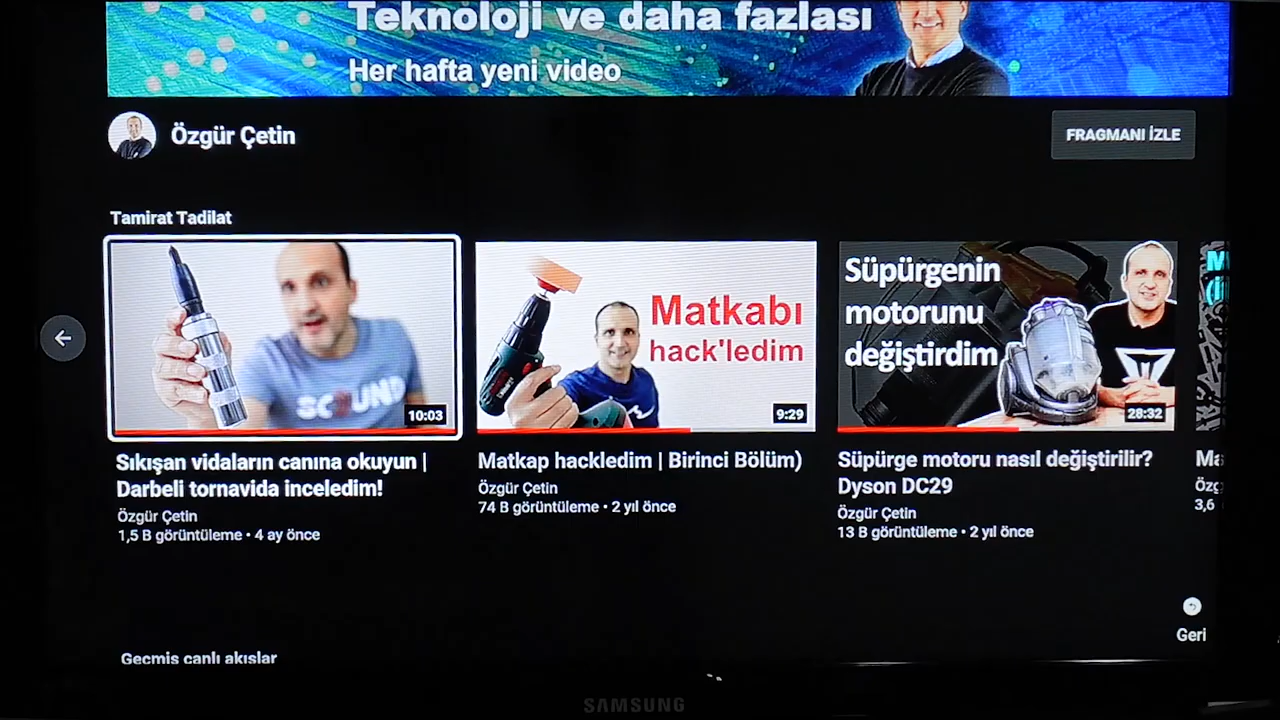 Teknoloji ve daha fazlası
Her hafta yeni video
Özgür Çetin
FRAGMANI İZLE
Tamirat Tadilat
10:03
Matkabı
hack'ledim
9:29
Süpürgenin
motorunu
değiştirdim
28:32
Sıkışan vidaların canına okuyun |
Darbeli tornavida inceledim!
Özgür Çetin
1,5 B görüntüleme • 4 ay önce
Matkap hackledim | Birinci Bölüm)
Özgür Çetin
74 B görüntüleme • 2 yıl önce
Süpürge motoru nasıl değiştirilir?
Dyson DC29
Özgür Çetin
13 B görüntüleme • 2 yıl önce
3,6
Geri
Geçmiş canlı akışlar
SAMSUNG